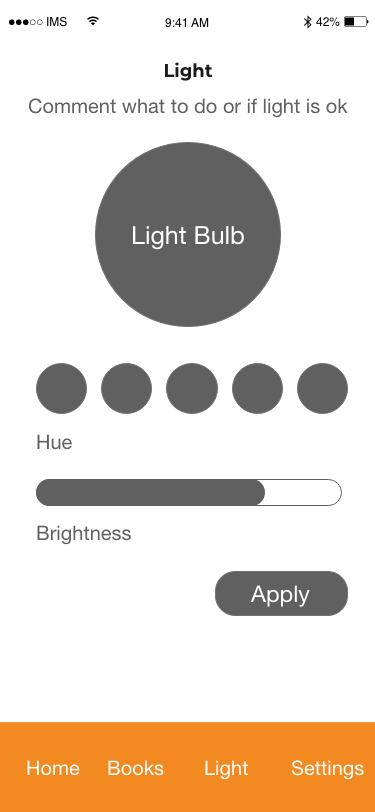 IMS 9:41 AM 42%
Light
Comment what to do or if light is ok
Light Bulb
Hue
Brightness
Apply
Home Books Light Settings